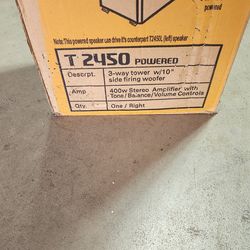 powered
Note:This powered speaker can drive it's counterpart T2450L (left) speaker
T 2450 POWERED
Descrpt. 3-way tower w/10"
side firing woofer
Amp 400w Stereo Amplifier with
Tone/Balance/Volume Controls
Qty One / Right